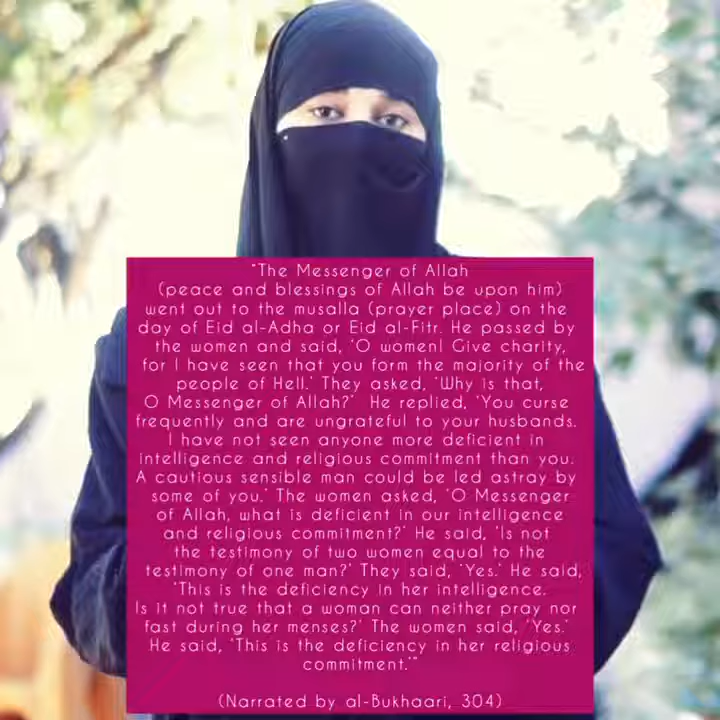 "The Messenger of Allah
(peace and blessings of Allah be upon him)
went out to the musalla (prayer place) on the
day of Eid al-Adha or Eid al-Fitr. He passed by
the women and said, 'O women! Give charity,
for I have seen that you form the majority of the
people of Hell.' They asked, 'Why is that,
O Messenger of Allah?' He replied, 'You curse
frequently and are ungrateful to your husbands.
I have not seen anyone more deficient in
intelligence and religious commitment than you.
A cautious sensible man could be led astray by
some of you.' The women asked, 'O Messenger
of Allah, what is deficient in our intelligence
and religious commitment?' He said, 'Is not
the testimony of two women equal to the
testimony of one man?' They said, 'Yes.' He said,
'This is the deficiency in her intelligence.
Is it not true that a woman can neither pray nor
fast during her menses?' The women said, 'Yes.'
He said, 'This is the deficiency in her religious
commitment.'"
(Narrated by al-Bukhaari, 304)